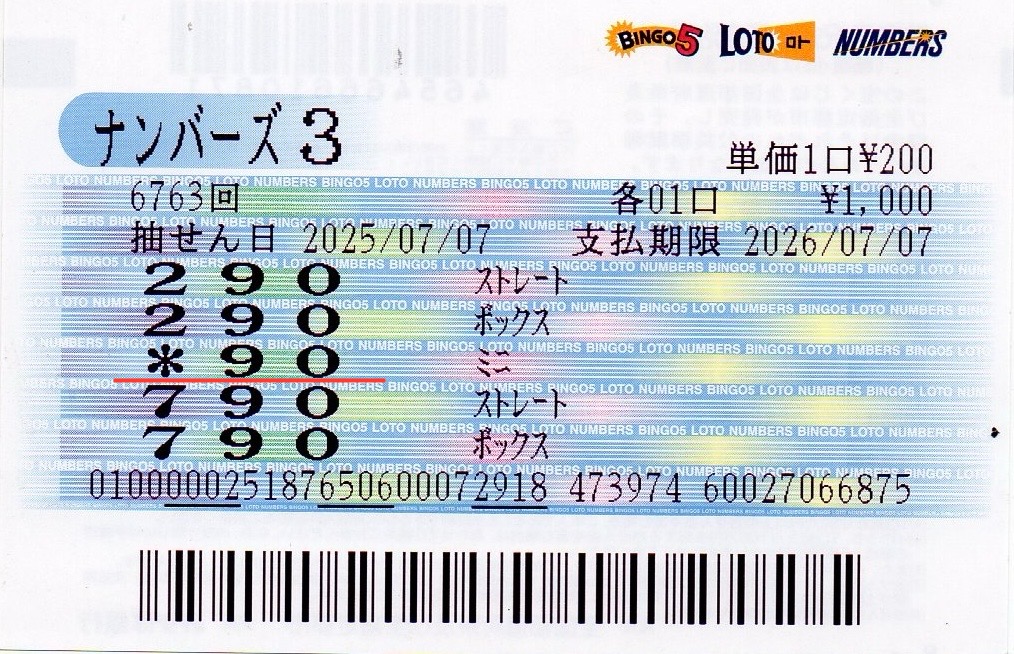 BINGO5 LOTO NUMBERS
ナンバーズ 3
単価1口¥200
6763回 各01口 ¥1,000
抽せん日 2025/07/07 支払期限 2026/07/07
2 9 0 ストレート
2 9 0 ボックス
* 9 0 ミニ
7 9 0 ストレート
7 9 0 ボックス
010000025187650600072918 473974 60027066875